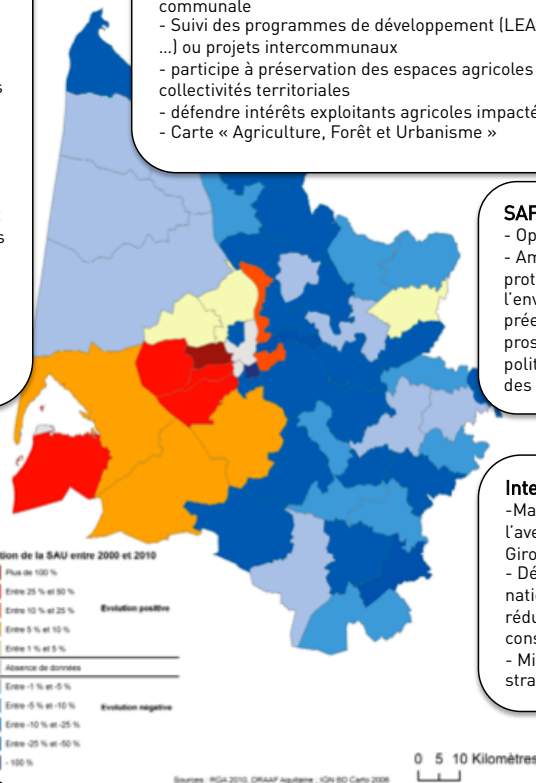 communale
- Suivi des programmes de développement (LEA
...) ou projets intercommunaux
- participe à préservation des espaces agricoles
collectivités territoriales
- défendre intérêts exploitants agricoles impacté
- Carte « Agriculture, Forêt et Urbanisme »
s
s
SAF
- Op
- Am
prot
l'env
prée
pros
polit
des
Inte
-Ma
l'ave
Giro
- Dé
natio
rédu
cons
- Mi
stra
tion de la SAU entre 2000 et 2010
Plus de 100 %
Entre 25 % et 50 %
Entre 10 % et 25 %
Evolution positive
Entre 5 % et 10 %
Entre 1 % et 5 %
Absence de données
Entre -1 % et -5 %
Entre -5 % et -10 %
Evolution négative
Entre -10 % et -25 %
Entre -25 % et -50 %
- 100 %
0 5 10 Kilomètres
Sources : RGA 2010, DRAAF Aquitaine ; IGN BD Carto 2006